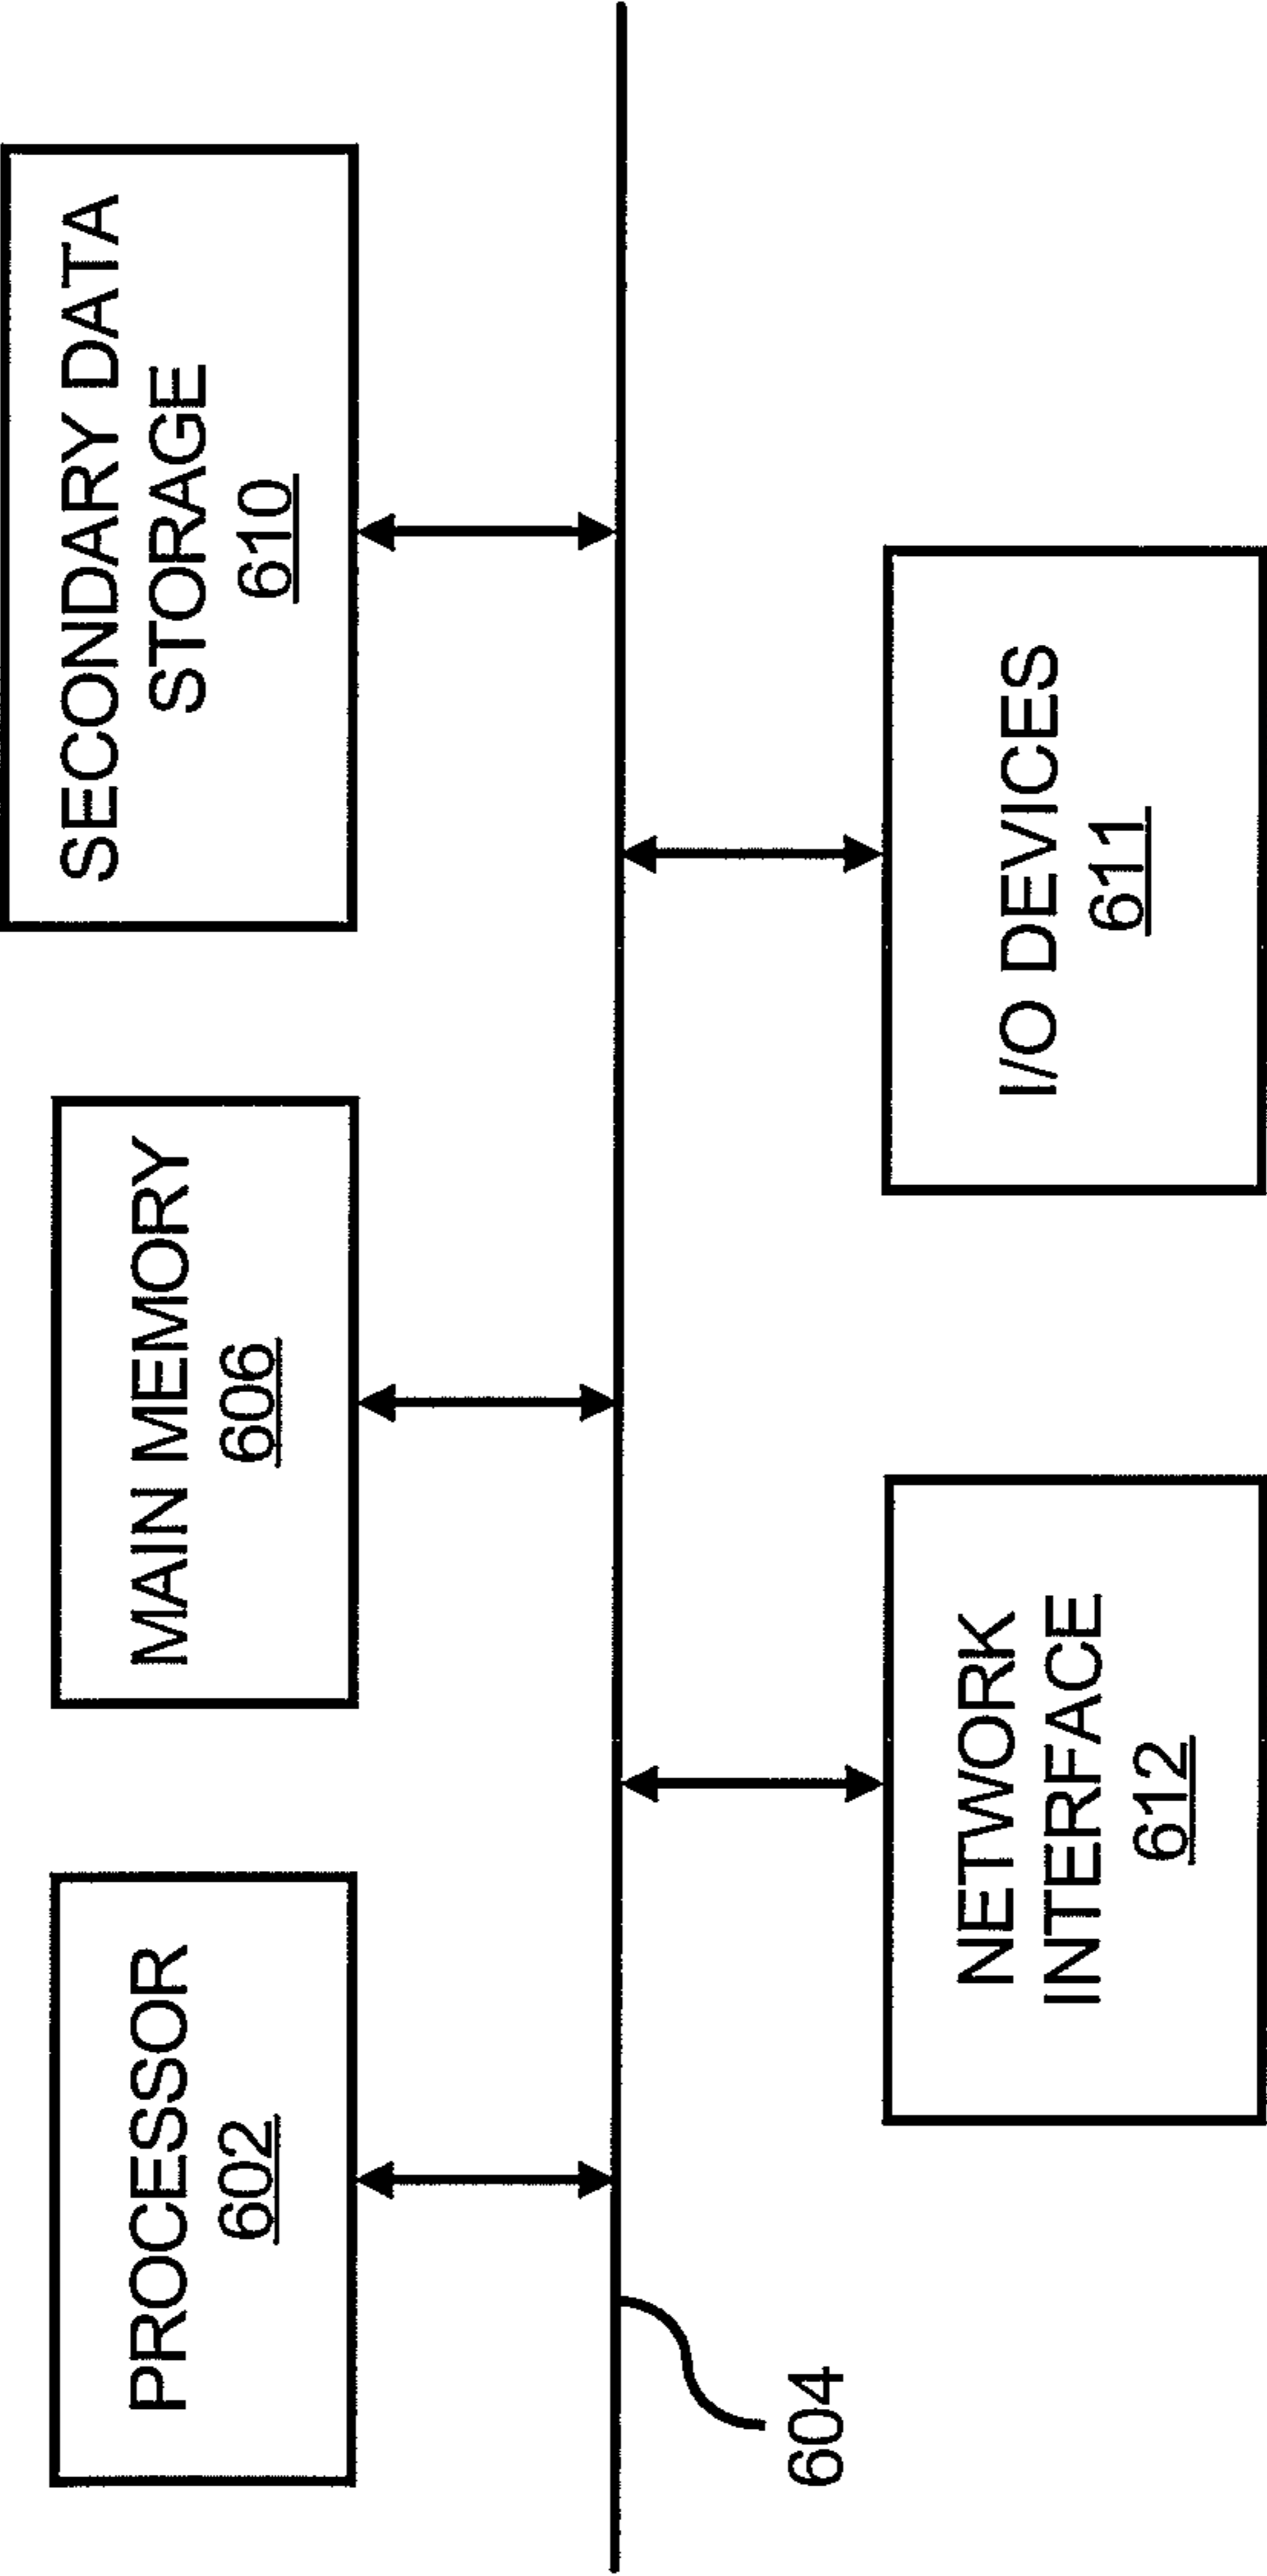 PROCESSOR
602
MAIN MEMORY
606
SECONDARY DATA
STORAGE
610
604
NETWORK
INTERFACE
612
I/O DEVICES
611